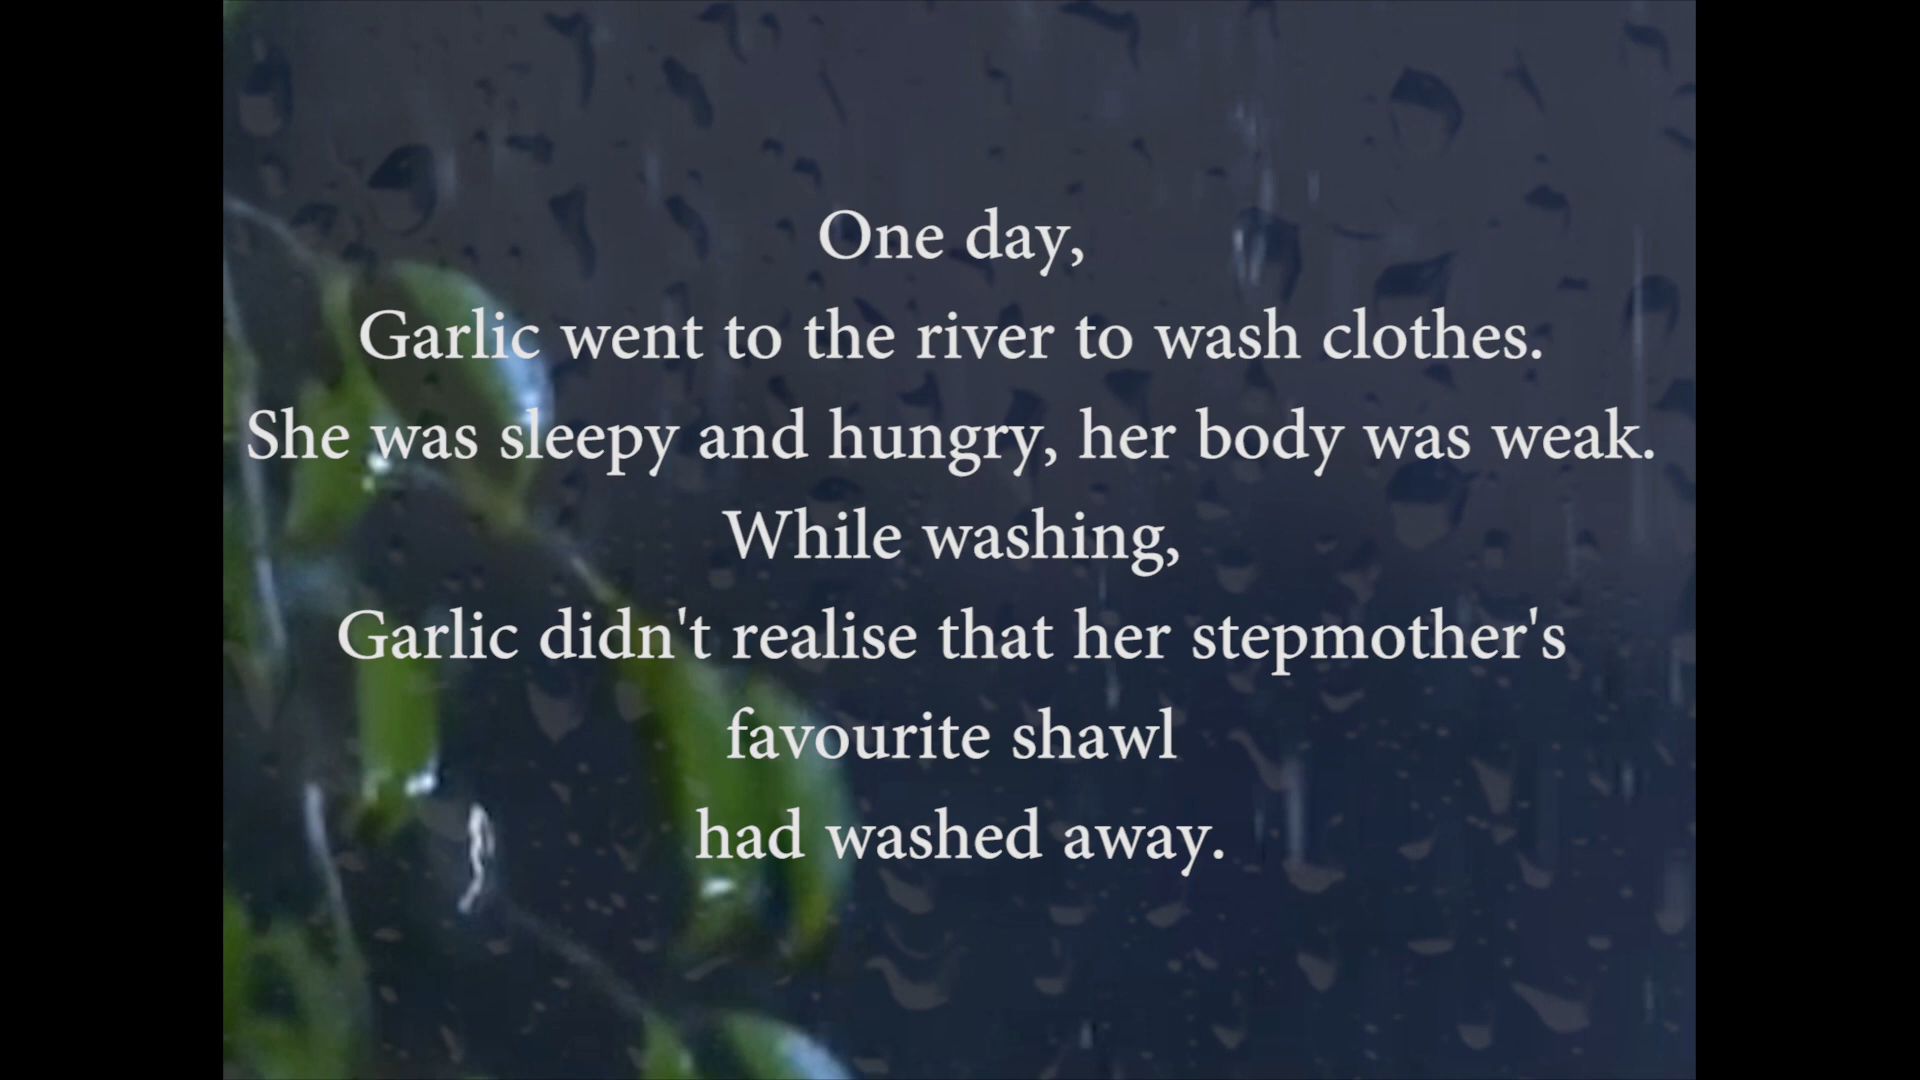 One day,
Garlic went to the river to wash clothes.
She was sleepy and hungry, her body was weak.
While washing,
Garlic didn't realise that her stepmother's
favourite shawl
had washed away.